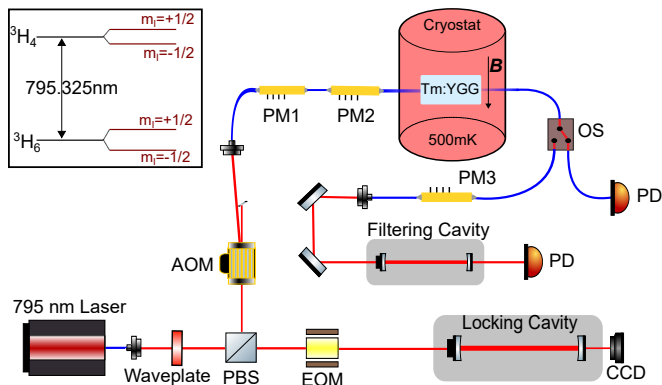 ³H₄
mI=+1/2
mI=-1/2
795.325nm
³H₆
mI=+1/2
mI=-1/2
Cryostat
B
Tm:YGG
500mK
PM1
PM2
OS
PM3
PD
Filtering Cavity
PD
AOM
795 nm Laser
Locking Cavity
Waveplate
PBS
EOM
CCD